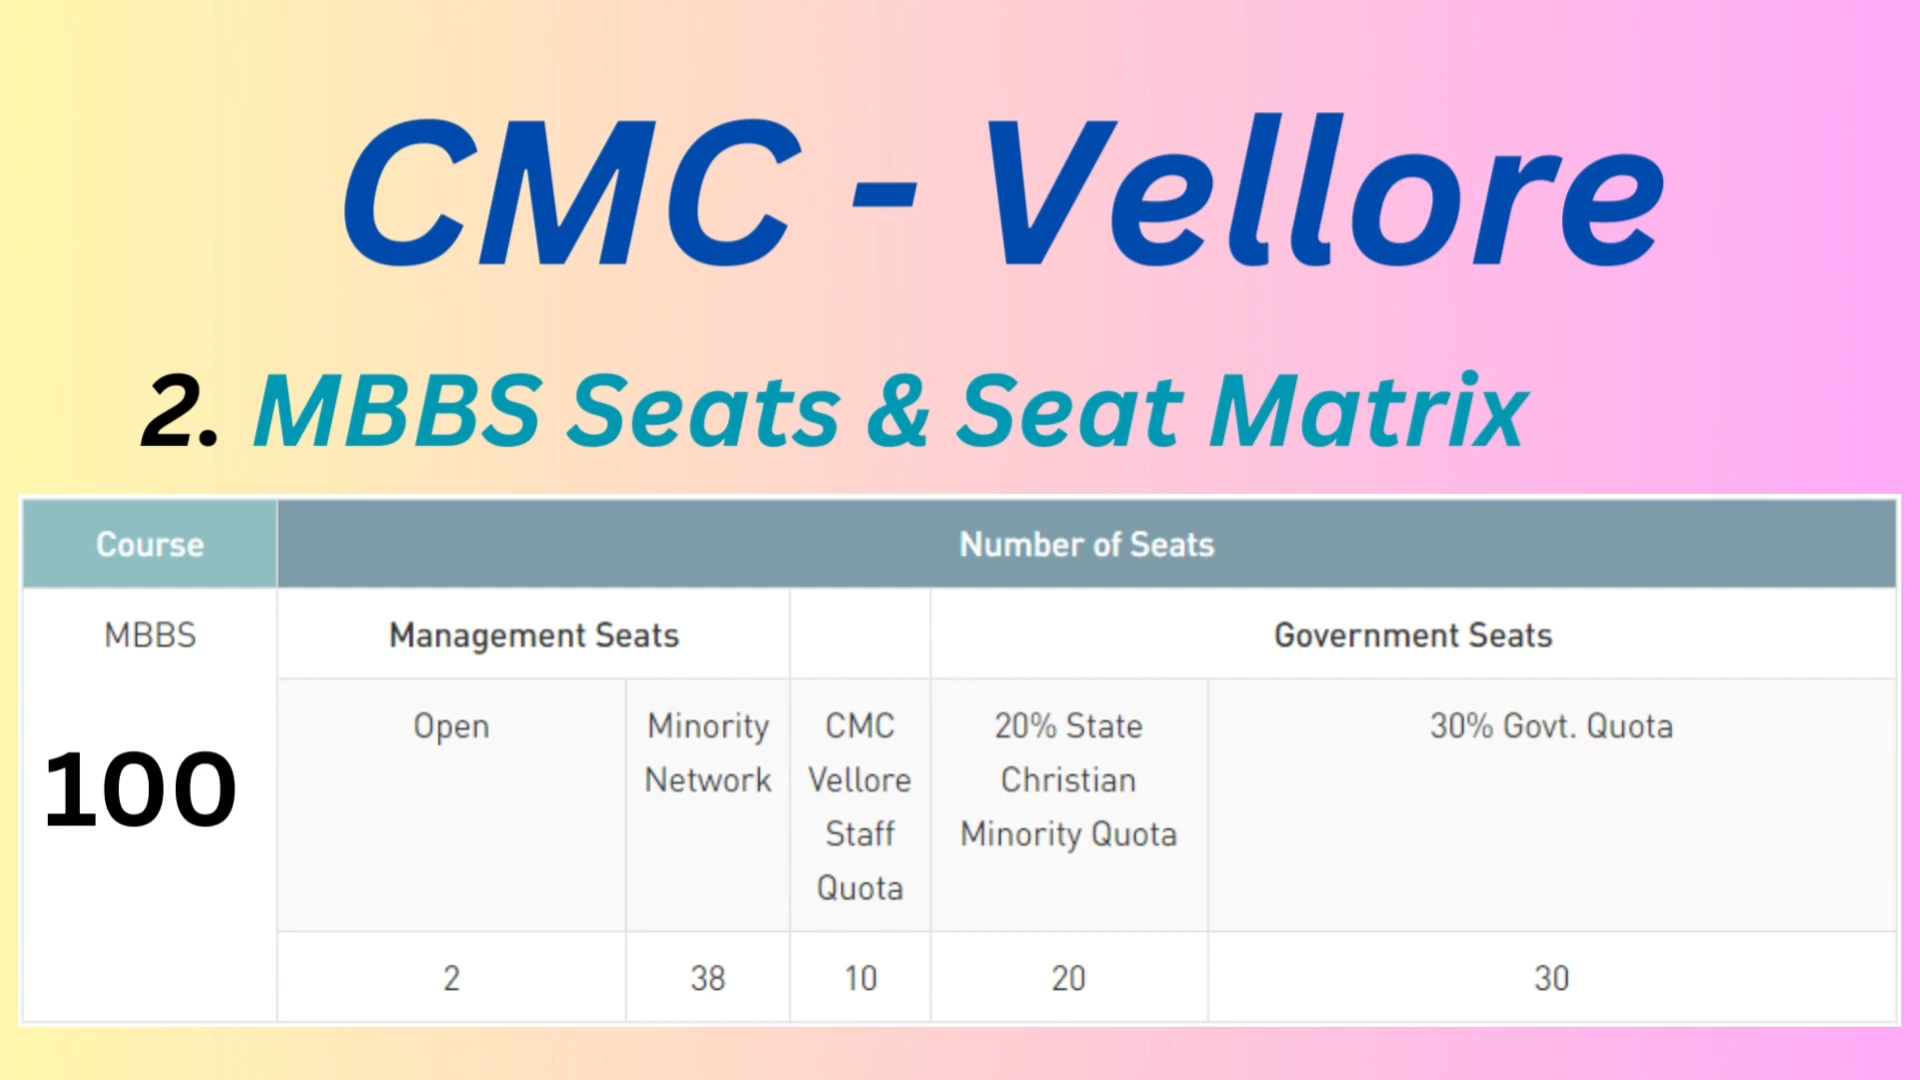 CMC - Vellore
2. MBBS Seats & Seat Matrix
Course
Number of Seats
MBBS
Management Seats
Government Seats
100
Open
Minority
Network
CMC
Vellore
Staff
Quota
20% State
Christian
Minority Quota
30% Govt. Quota
2
38
10
20
30